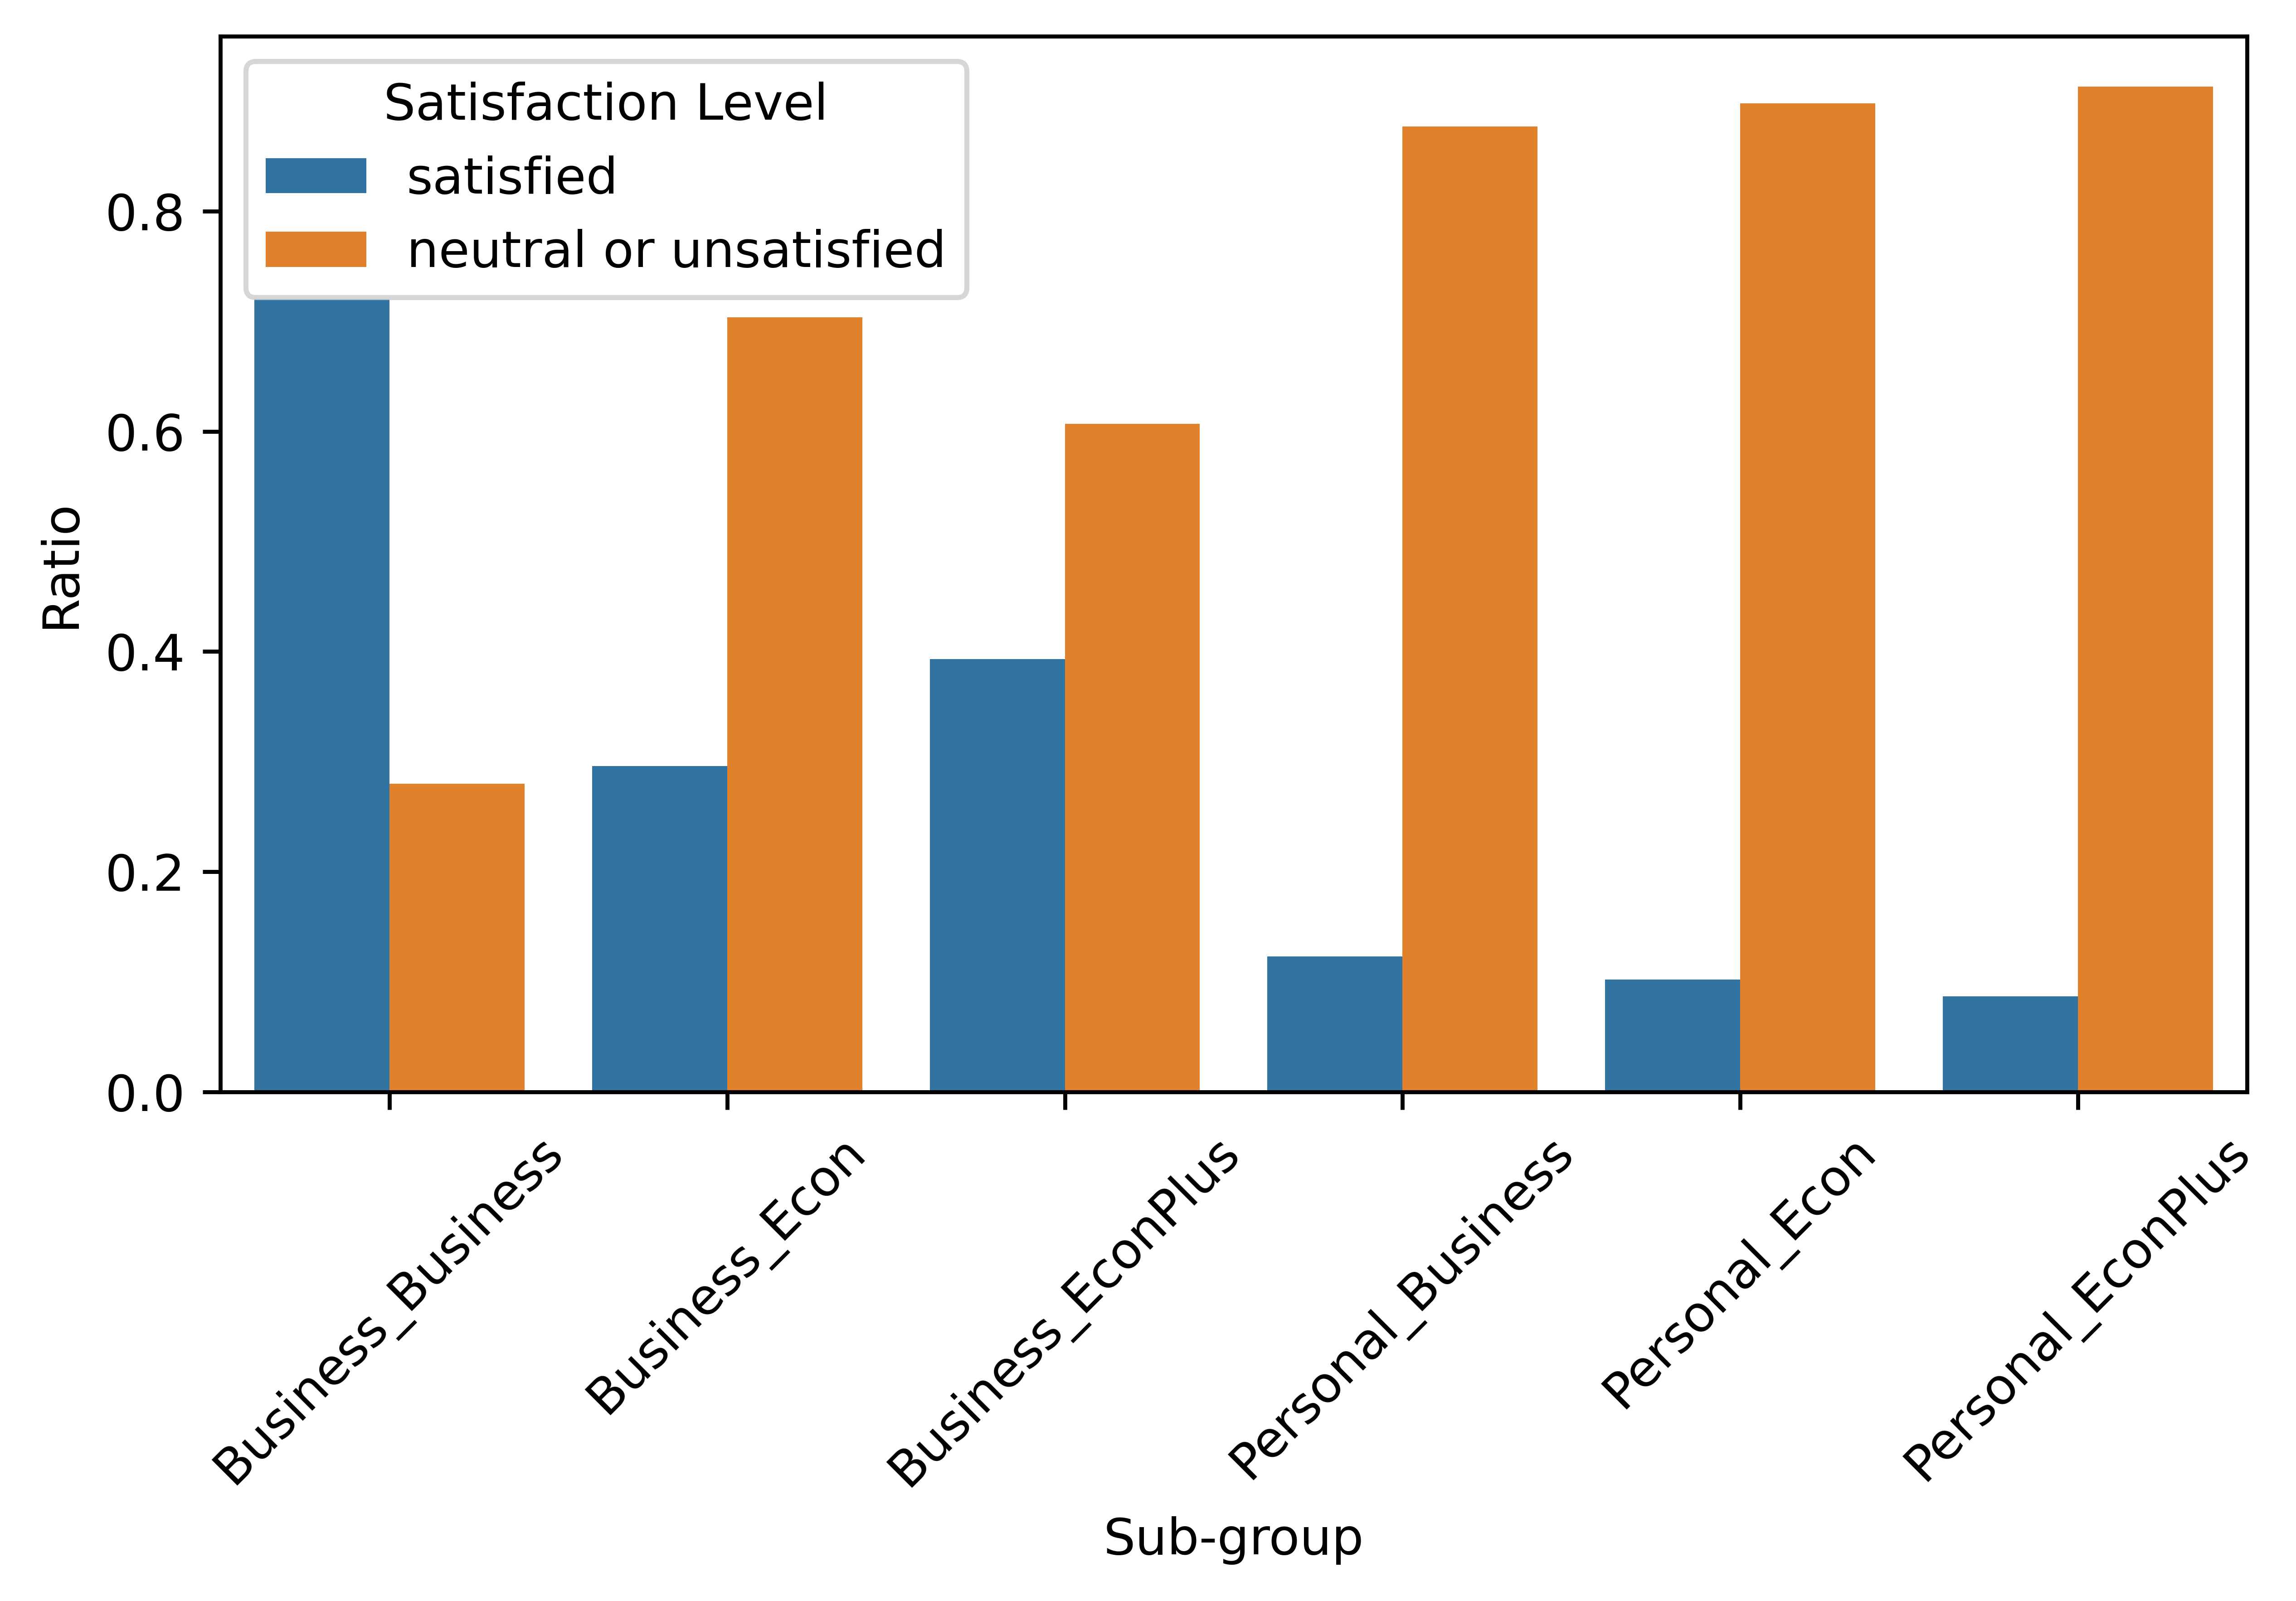 Satisfaction Level
satisfied
neutral or unsatisfied
0.8
0.6
0.4
0.2
0.0
Ratio
Business_Business
Business_Econ
Business_EconPlus
Personal_Business
Personal_Econ
Personal_EconPlus
Sub-group